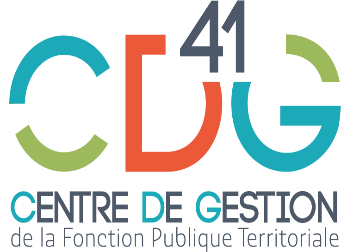 CDG 41
CENTRE DE GESTION
de la Fonction Publique Territoriale